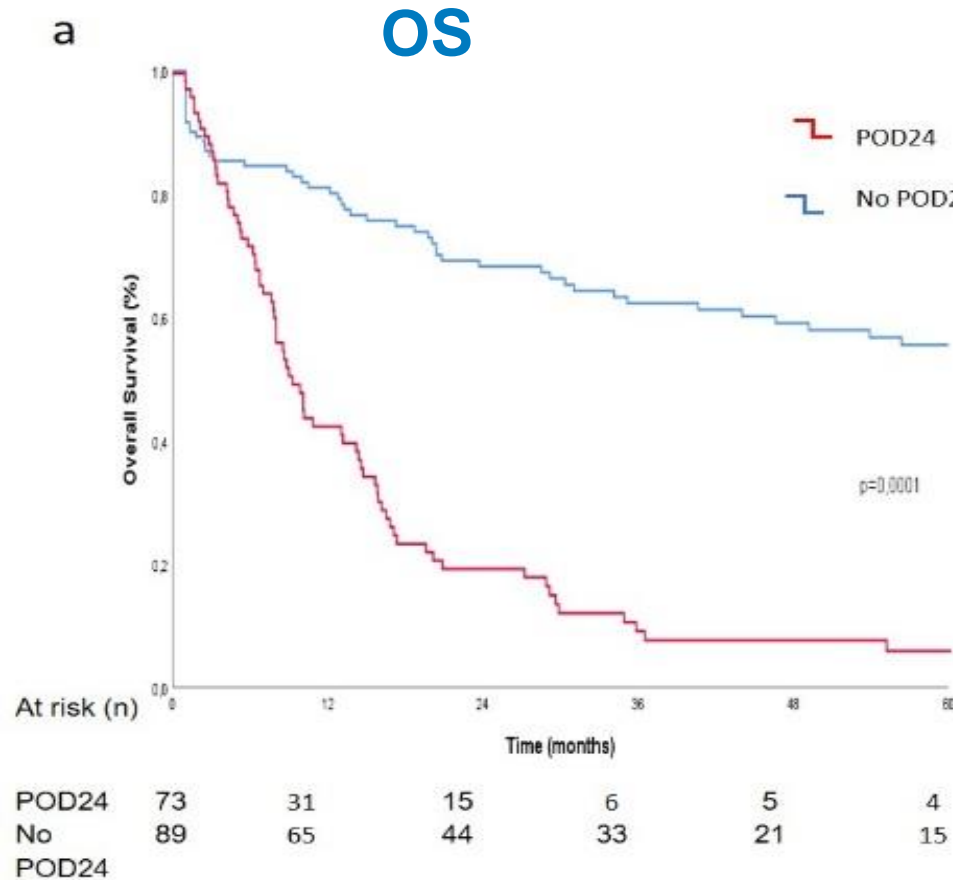 a
OS
1,0
POD24
0,8
No POD2
Overall Survival (%)
0,6
0,4
p=0,0001
0,2
0,0
At risk (n)
0 12 24 36 48 60
Time (months)
POD24 73 31 15 6 5 4
No 89 65 44 33 21 15
POD24